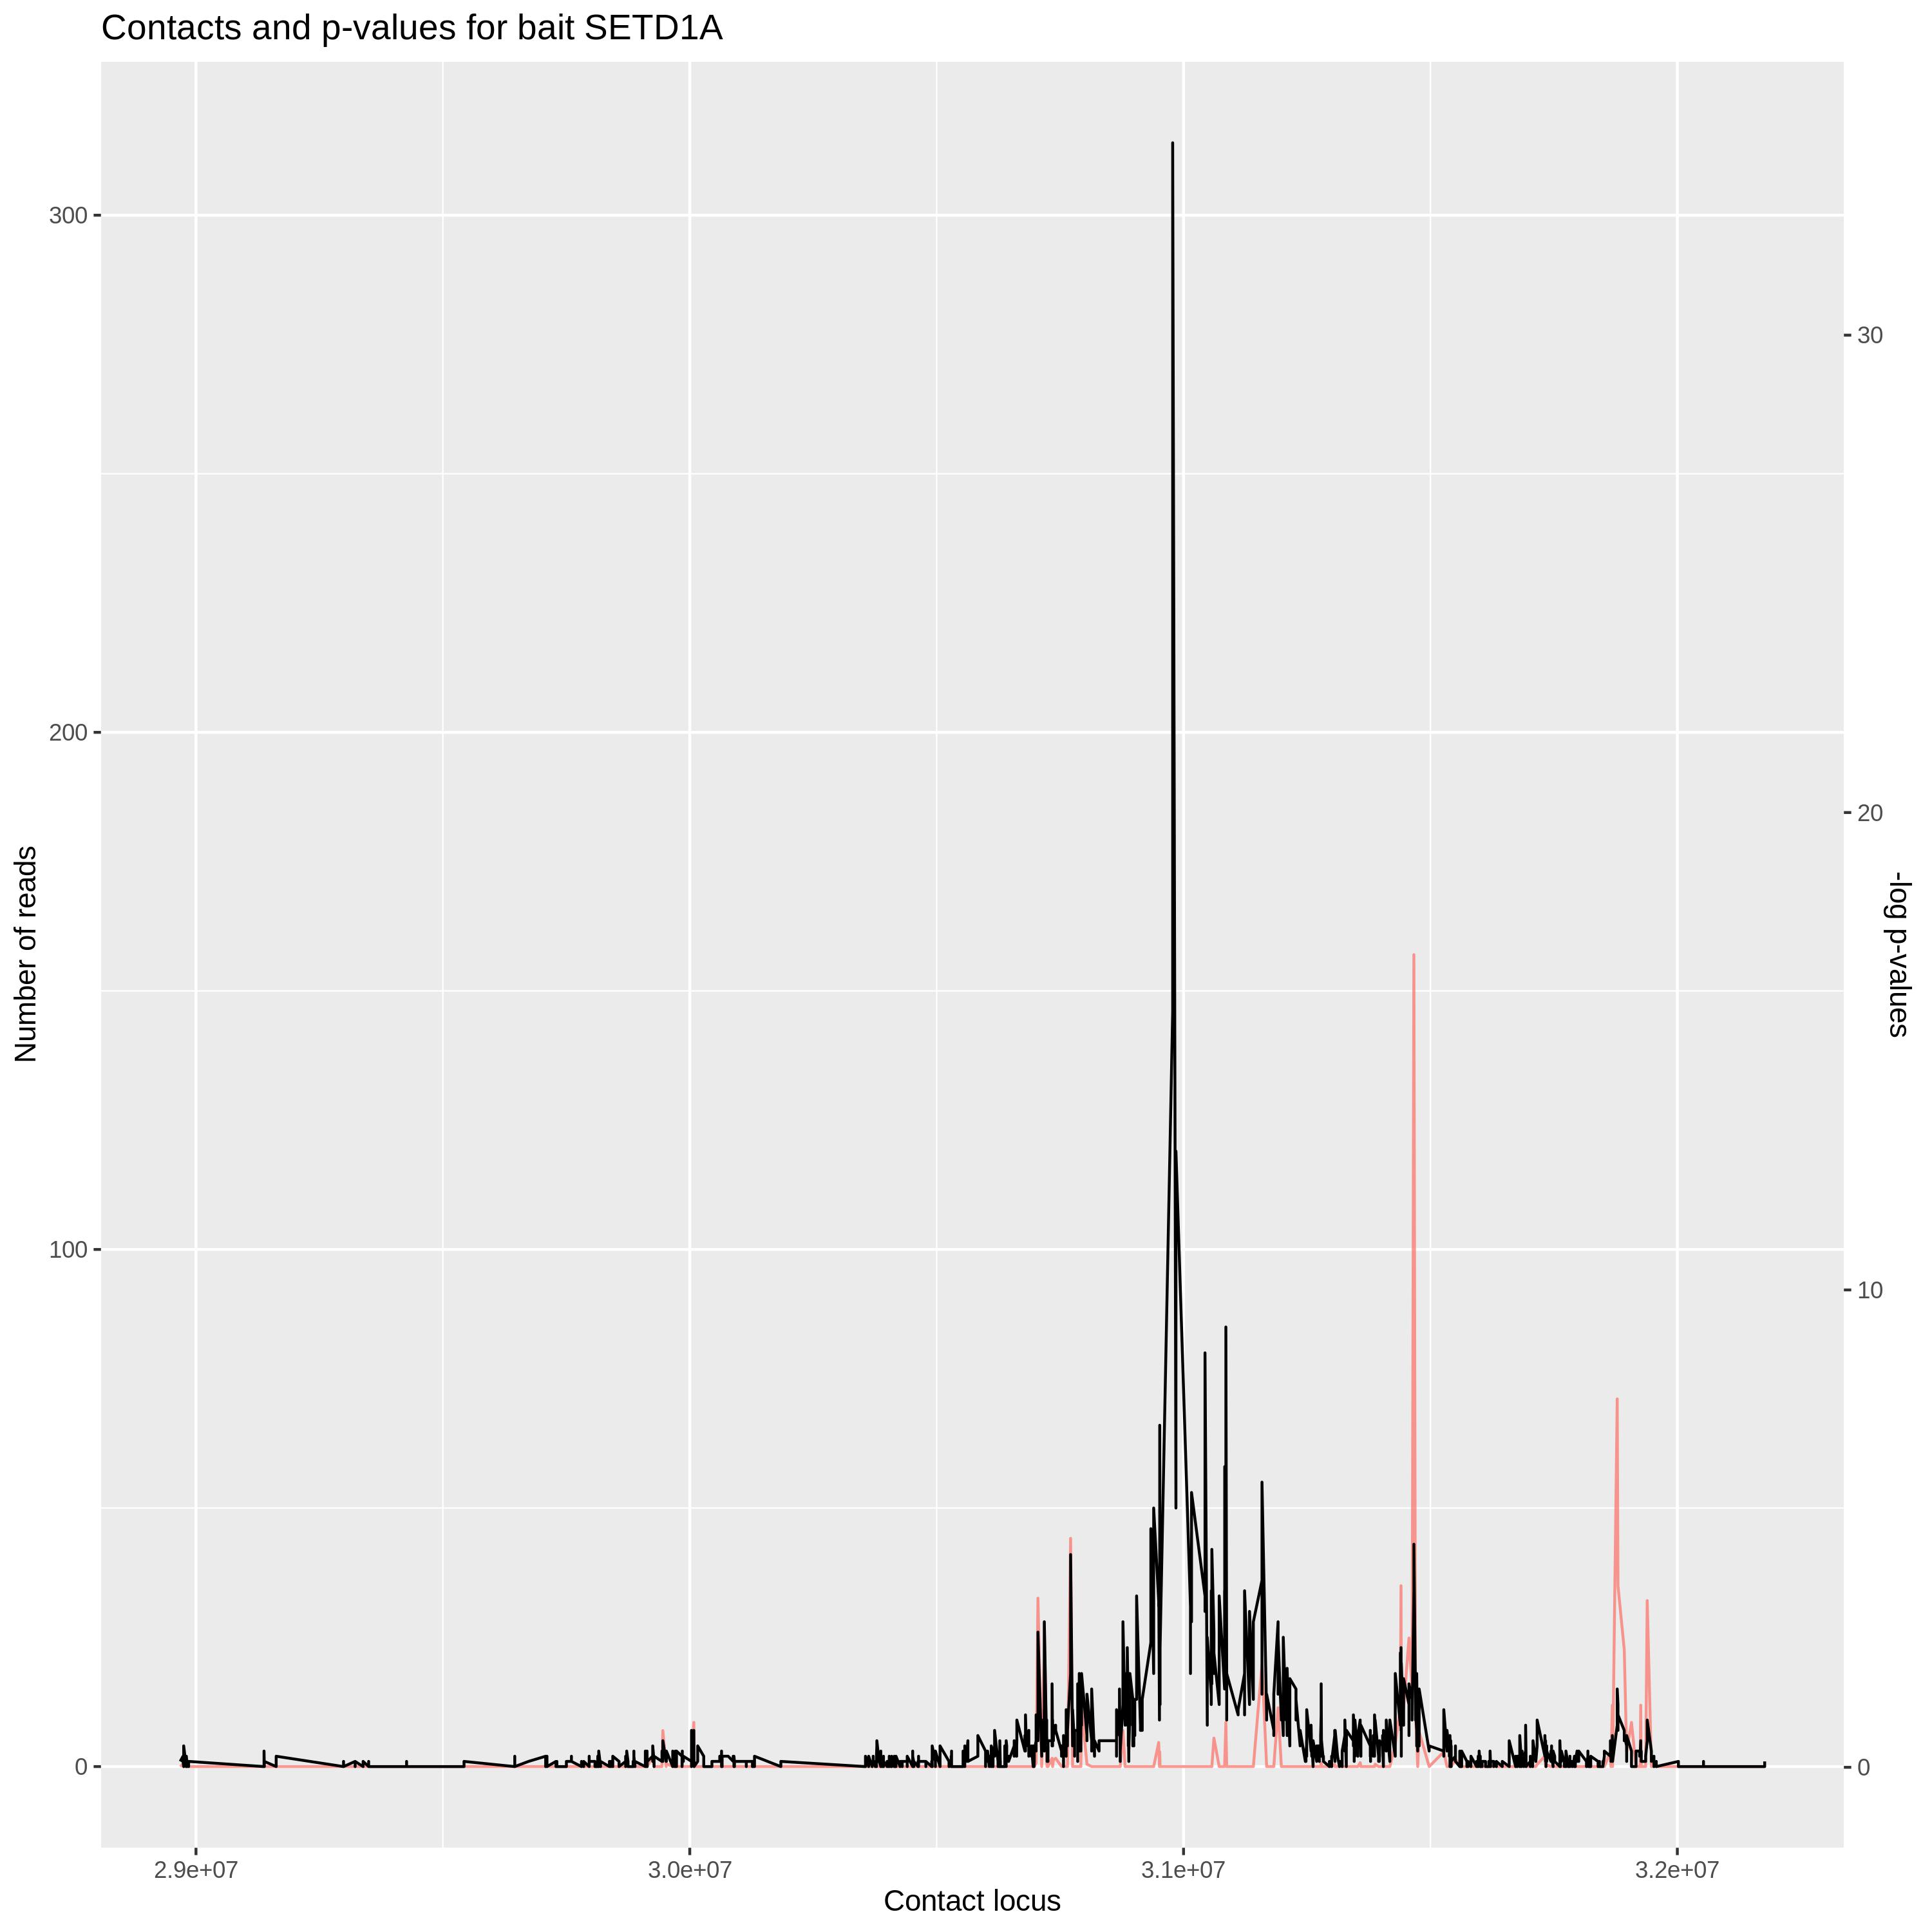 Contacts and p-values for bait SETD1A
300
200
100
0
Number of reads
30
20
10
0
-log p-values
2.9e+07
3.0e+07
3.1e+07
3.2e+07
Contact locus